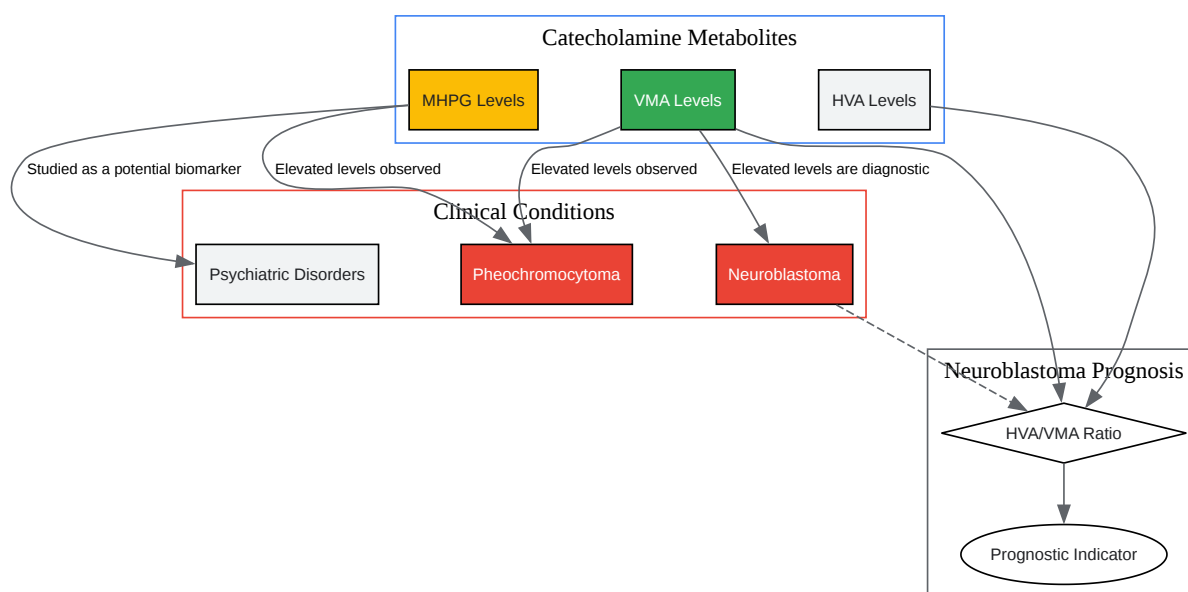 Catecholamine Metabolites
MHPG Levels
VMA Levels
HVA Levels
Studied as a potential biomarker
Elevated levels observed
Elevated levels observed
Elevated levels are diagnostic
Clinical Conditions
Psychiatric Disorders
Pheochromocytoma
Neuroblastoma
Neuroblastoma Prognosis
HVA/VMA Ratio
Prognostic Indicator